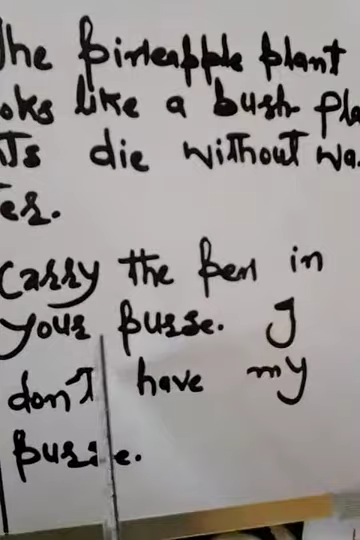 he pineapple plant
oks like a bush pla
nts die without wa
ter.
carry the pen in
your purse. I
don't have my
purse.